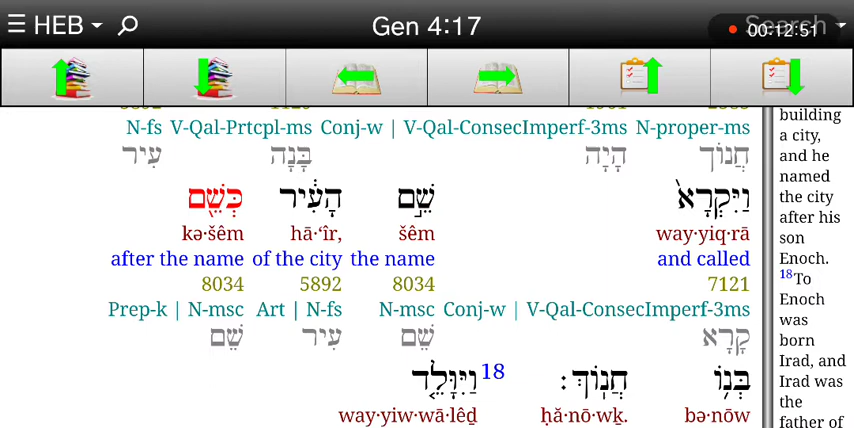 ☰ HEB Gen 4:17 Search
00:12:51
N-fs V-Qal-Prtcpl-ms Conj-w | V-Qal-ConsecImperf-3ms N-proper-ms
עִיר בָּנָה הָיָה חֲנוֹךְ
כְּשֵׁ֖ם הָעִ֔יר שֵׁ֣ם וַיִּקְרָא֙
kə·šêm hā·‘îr, šêm way·yiq·rā
after the name of the city the name and called
8034 5892 8034 7121
Prep-k | N-msc Art | N-fs N-msc Conj-w | V-Qal-ConsecImperf-3ms
שֵׁם עִיר שֵׁם קָרָא
וַיִּוָּלֵ֤ד 18 חֲנֽוֹךְ׃ בְּנ֥וֹ
way·yiw·wā·lêḏ ḥă·nō·wḵ. bə·nōw
building
a city,
and he
named
the city
after his
son
Enoch.
18To
Enoch
was
born
Irad, and
Irad was
the
father of